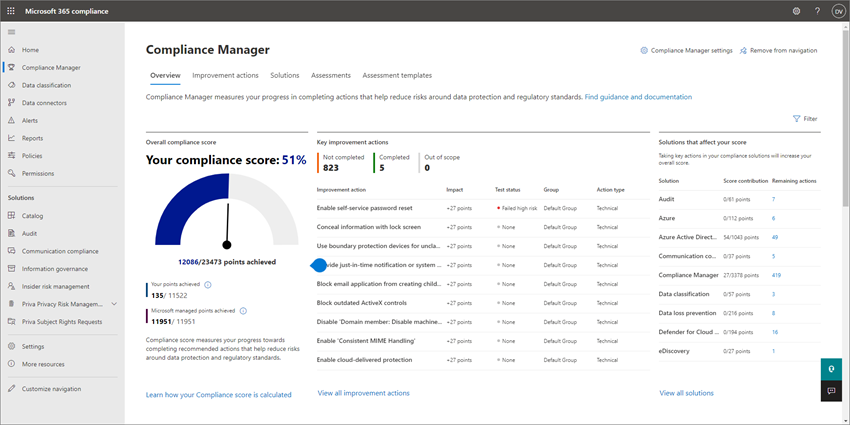 Microsoft 365 compliance
DV
Home
Compliance Manager
Data classification
Data connectors
Alerts
Reports
Policies
Permissions
Solutions
Catalog
Audit
Communication compliance
Information governance
Insider risk management
Priva Privacy Risk Managem...
Priva Subject Rights Requests
Settings
More resources
Customize navigation
Compliance Manager
Compliance Manager settings Remove from navigation
Overview Improvement actions Solutions Assessments Assessment templates
Compliance Manager measures your progress in completing actions that help reduce risks around data protection and regulatory standards. Find guidance and documentation
Filter
Overall compliance score
Your compliance score: 51%
12086/23473 points achieved
Your points achieved
135/ 11522
Microsoft managed points achieved
11951/ 11951
Compliance score measures your progress towards
completing recommended actions that help reduce risks
around data protection and regulatory standards.
Learn how your Compliance score is calculated
Key improvement actions
Not completed Completed Out of scope
823 5 0
Improvement action Impact Test status Group Action type
Enable self-service password reset +27 points Failed high risk Default Group Technical
Conceal information with lock screen +27 points None Default Group Technical
Use boundary protection devices for uncla... +27 points None Default Group Technical
just-in-time notification or system ... +27 points None Default Group Technical
Block email application from creating child... +27 points None Default Group Technical
Block outdated ActiveX controls +27 points None Default Group Technical
Disable 'Domain member: Disable machine... +27 points None Default Group Technical
Enable 'Consistent MIME Handling' +27 points None Default Group Technical
Enable cloud-delivered protection +27 points None Default Group Technical
View all improvement actions
Solutions that affect your score
Taking key actions in your compliance solutions will increase your
overall score.
Solution Score contribution Remaining actions
Audit 0/61 points 7
Azure 0/112 points 6
Azure Active Direct... 54/1043 points 49
Communication co... 0/37 points 5
Compliance Manager 27/3378 points 419
Data classification 0/57 points 3
Data loss prevention 0/216 points 8
Defender for Cloud ... 0/194 points 16
eDiscovery 0/27 points 1
View all solutions